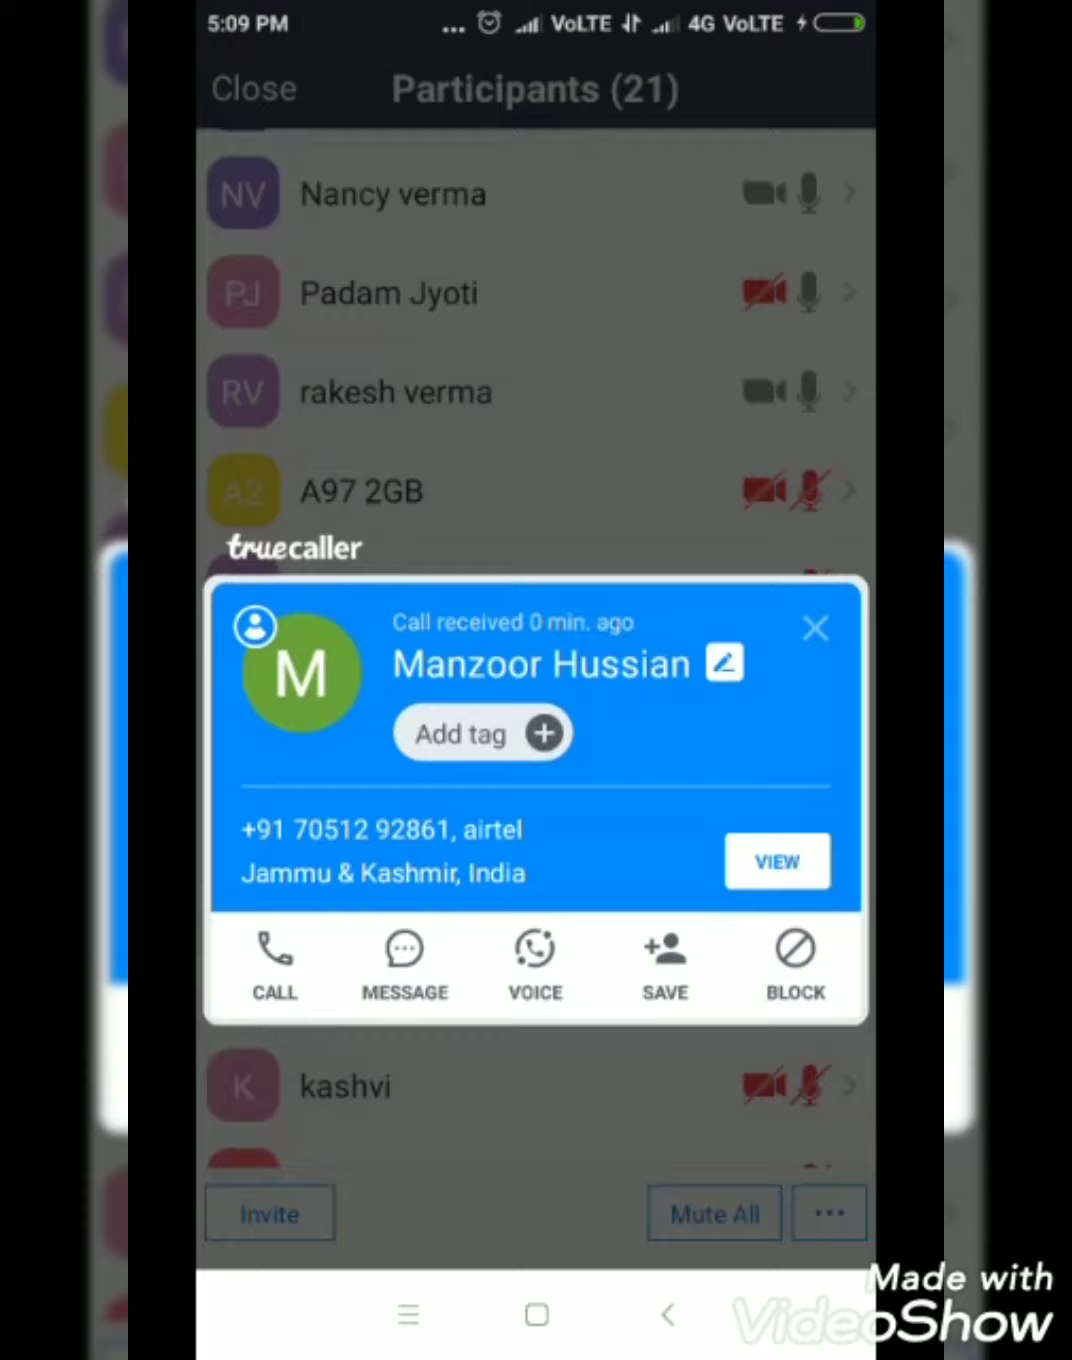 5:09 PM
... VoLTE 4G VoLTE
Close Participants (21)
NV Nancy verma
PJ Padam Jyoti
RV rakesh verma
A2 A97 2GB
truecaller
Call received 0 min. ago
M Manzoor Hussian
Add tag
+91 70512 92861, airtel
Jammu & Kashmir, India
VIEW
CALL MESSAGE VOICE SAVE BLOCK
K kashvi
Invite Mute All ...
Made with
VideoShow